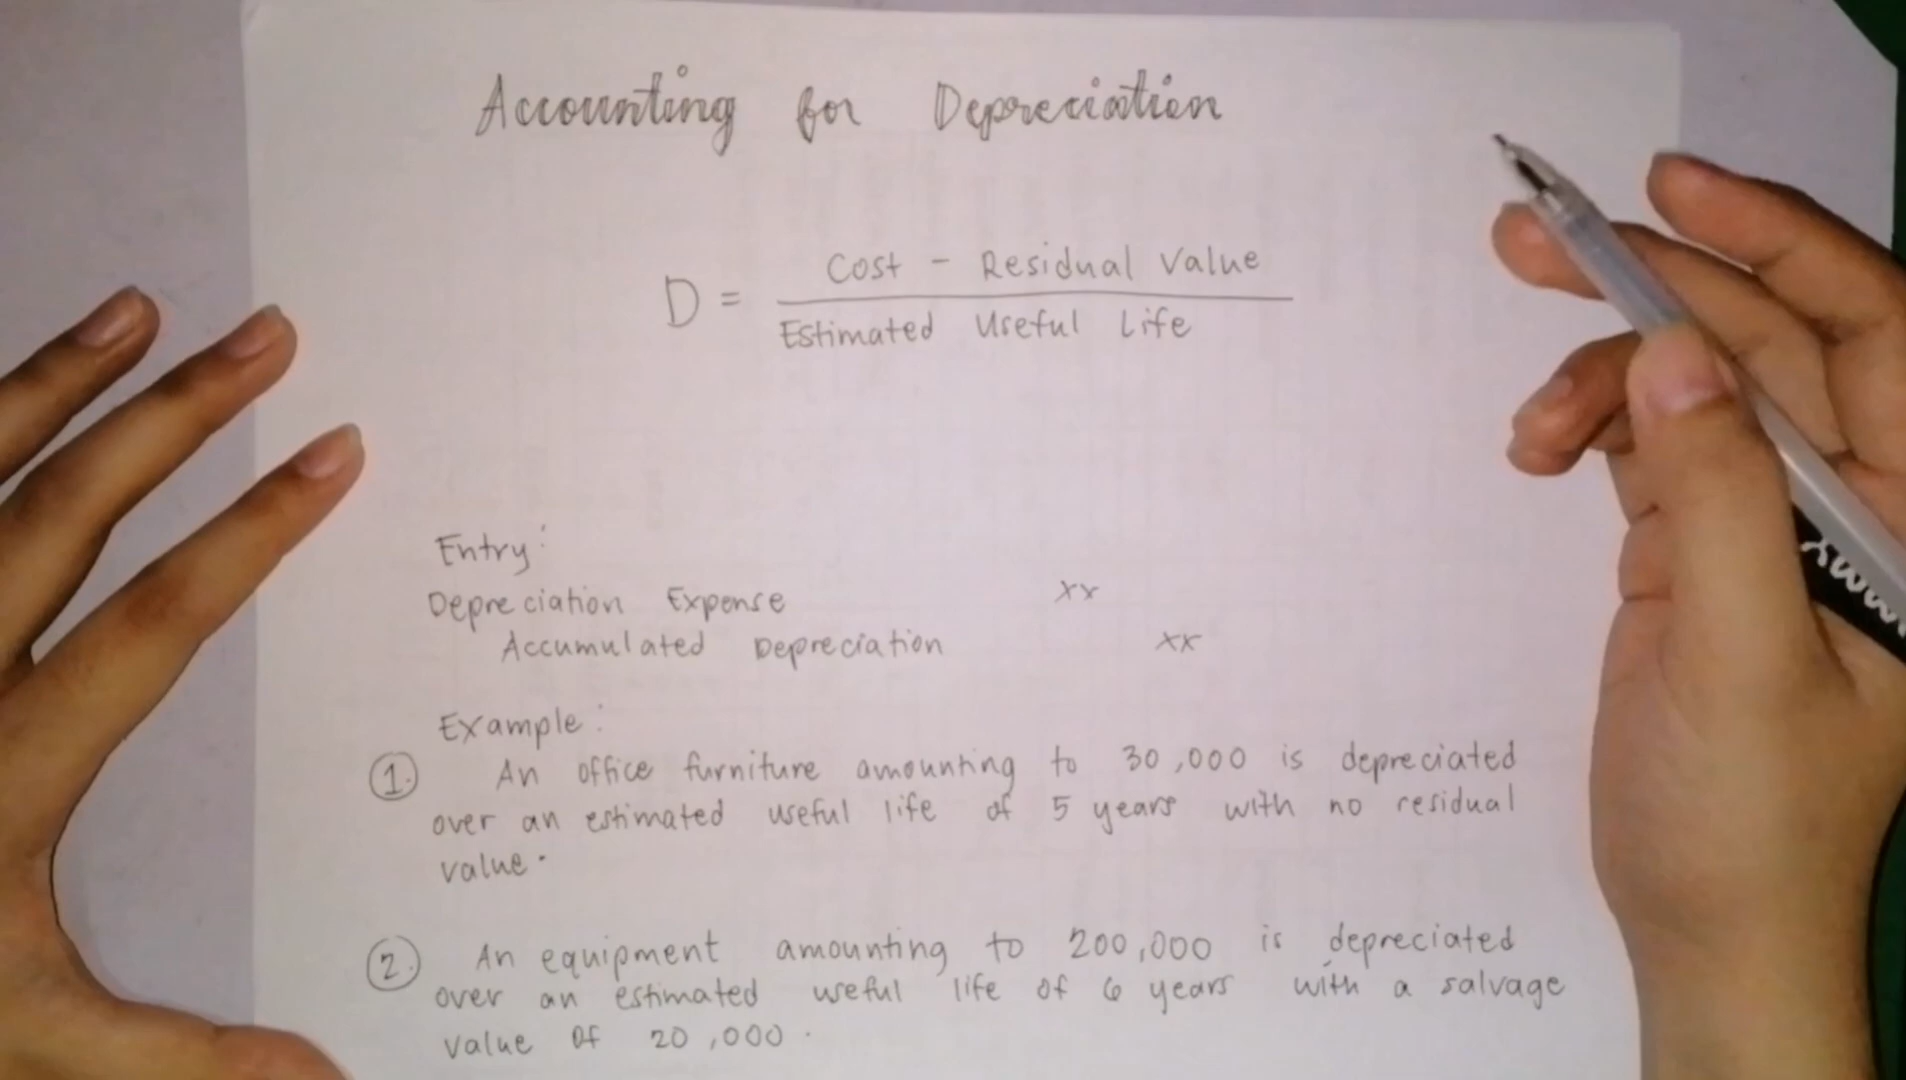 Accounting for Depreciation
D = Cost - Residual Value
Estimated Useful Life
Entry:
Depreciation Expense xx
Accumulated Depreciation xx
Example:
1. An office furniture amounting to 30,000 is depreciated
over an estimated useful life of 5 years with no residual
value.
2. An equipment amounting to 200,000 is depreciated
over an estimated useful life of 6 years with a salvage
value of 20,000.